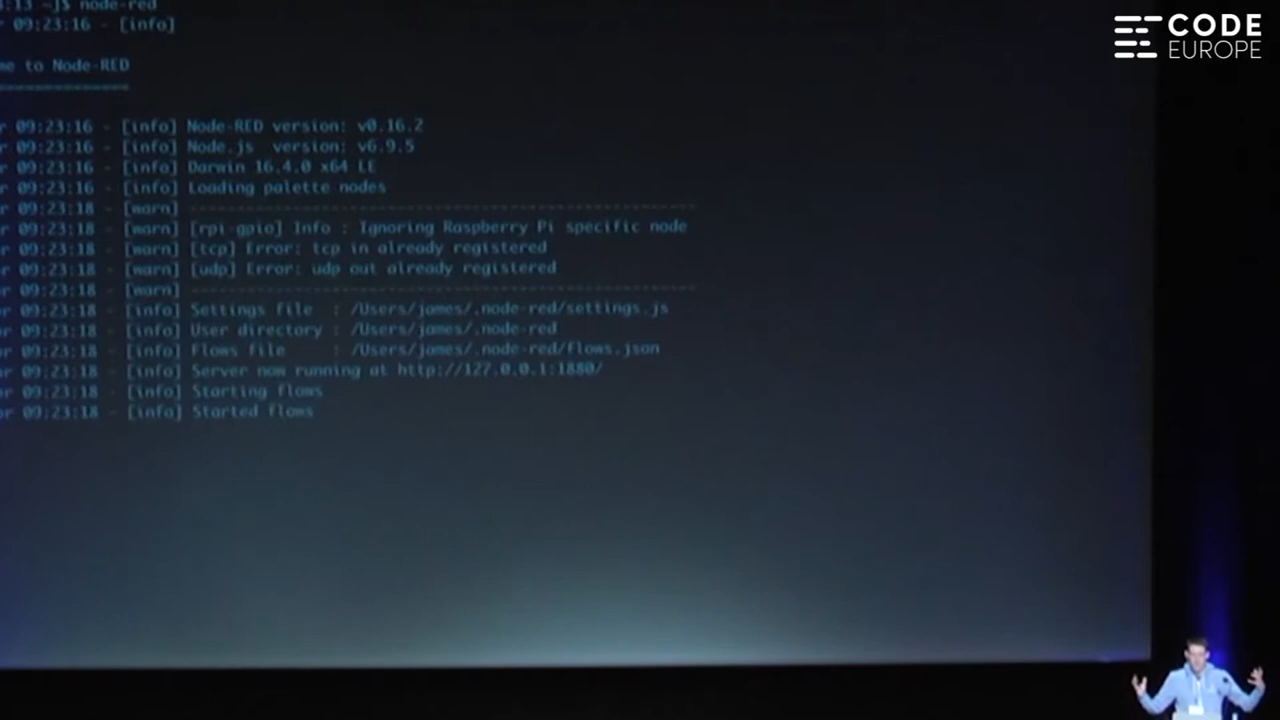 :13 ~]$ node-red
r 09:23:16 - [info]
me to Node-RED
===============
r 09:23:16 - [info] Node-RED version: v0.16.2
r 09:23:16 - [info] Node.js version: v6.9.5
r 09:23:16 - [info] Darwin 16.4.0 x64 LE
r 09:23:16 - [info] Loading palette nodes
r 09:23:18 - [warn] ------------------------------------------------------
r 09:23:18 - [warn] [rpi-gpio] Info : Ignoring Raspberry Pi specific node
r 09:23:18 - [warn] [tcp] Error: tcp in already registered
r 09:23:18 - [warn] [udp] Error: udp out already registered
r 09:23:18 - [warn] ------------------------------------------------------
or 09:23:18 - [info] Settings file : /Users/james/.node-red/settings.js
or 09:23:18 - [info] User directory : /Users/james/.node-red
or 09:23:18 - [info] Flows file : /Users/james/.node-red/flows.json
or 09:23:18 - [info] Server now running at http://127.0.0.1:1880/
or 09:23:18 - [info] Starting flows
or 09:23:18 - [info] Started flows
CODE
EUROPE